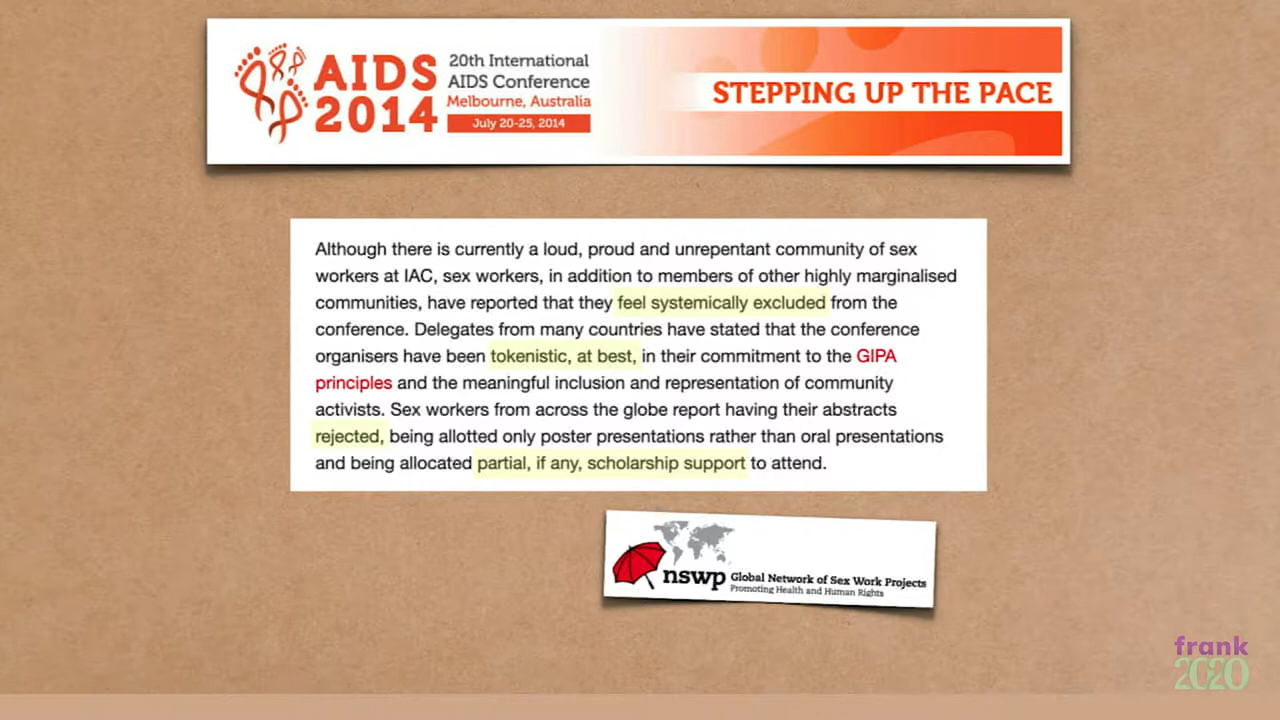 AIDS
2014
20th International
AIDS Conference
Melbourne, Australia
July 20-25, 2014
STEPPING UP THE PACE
Although there is currently a loud, proud and unrepentant community of sex
workers at IAC, sex workers, in addition to members of other highly marginalised
communities, have reported that they feel systemically excluded from the
conference. Delegates from many countries have stated that the conference
organisers have been tokenistic, at best, in their commitment to the GIPA
principles and the meaningful inclusion and representation of community
activists. Sex workers from across the globe report having their abstracts
rejected, being allotted only poster presentations rather than oral presentations
and being allocated partial, if any, scholarship support to attend.
nswp Global Network of Sex Work Projects
Promoting Health and Human Rights
frank
2020